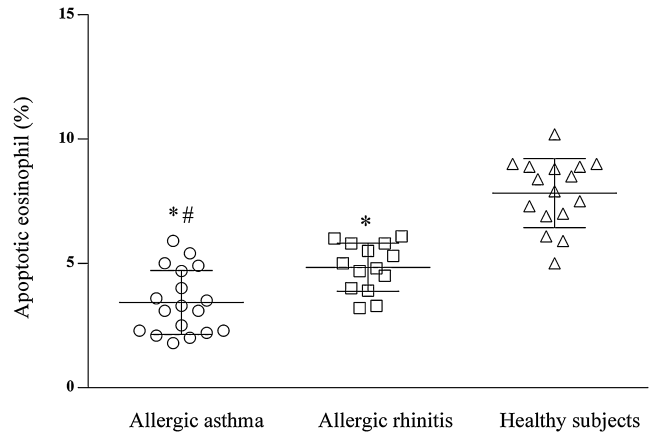 15
10
5
0
Apoptotic eosinophil (%)
*#
*
Allergic asthma
Allergic rhinitis
Healthy subjects